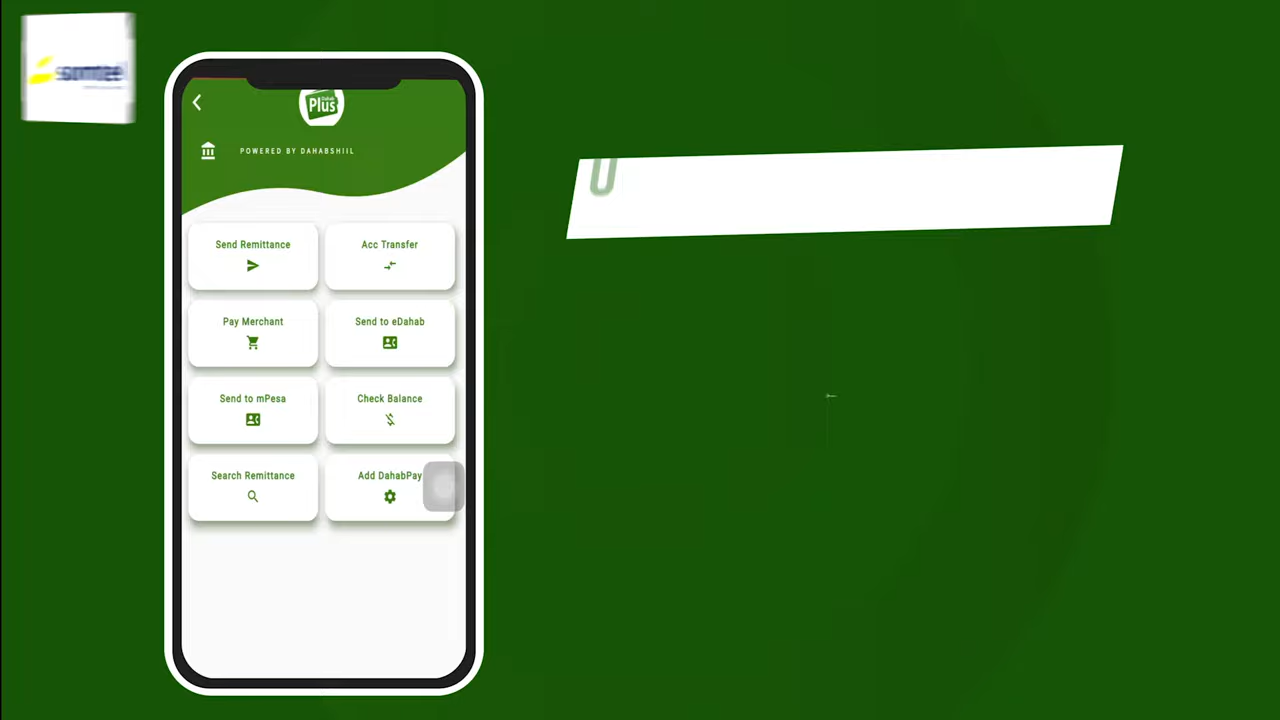 Dahab
Plus
POWERED BY DAHABSHIIL
Send Remittance
Acc Transfer
Pay Merchant
Send to eDahab
Send to mPesa
Check Balance
Search Remittance
Add DahabPay
U